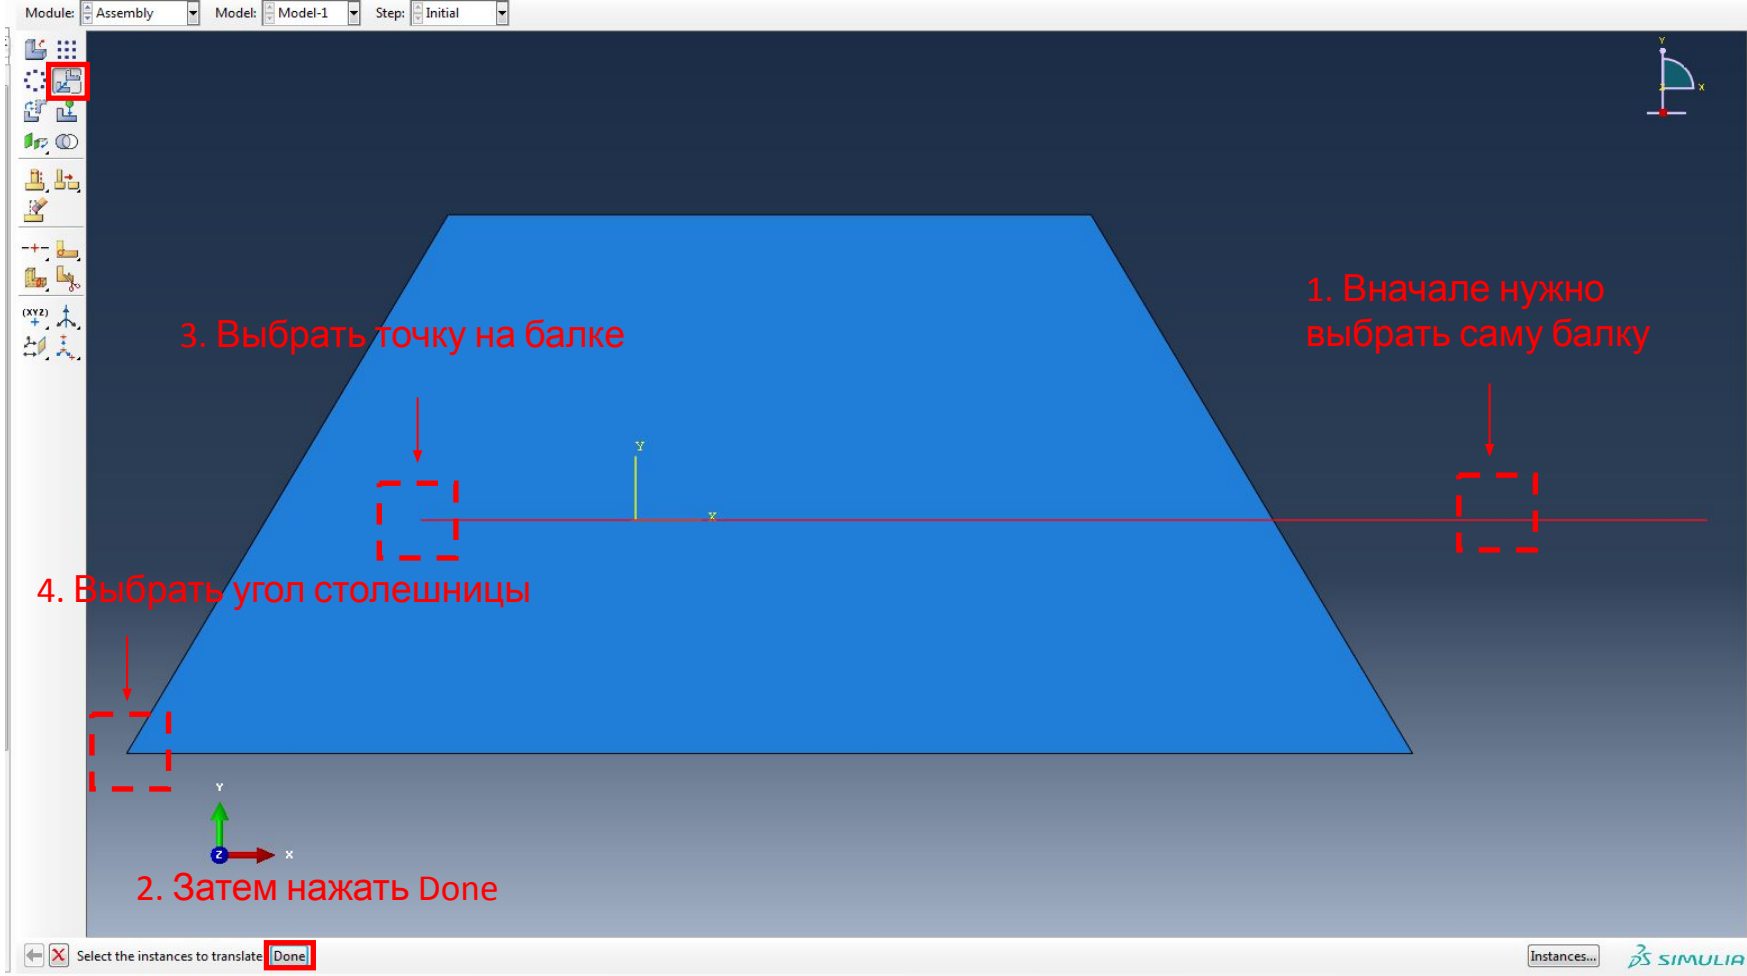 Module: Assembly Model: Model-1 Step: Initial
Y
Z X
1. Вначале нужно
выбрать саму балку
3. Выбрать точку на балке
Y
X
4. Выбрать угол столешницы
(XYZ)
Y
Z X
2. Затем нажать Done
Select the instances to translate Done Instances... SIMULIA